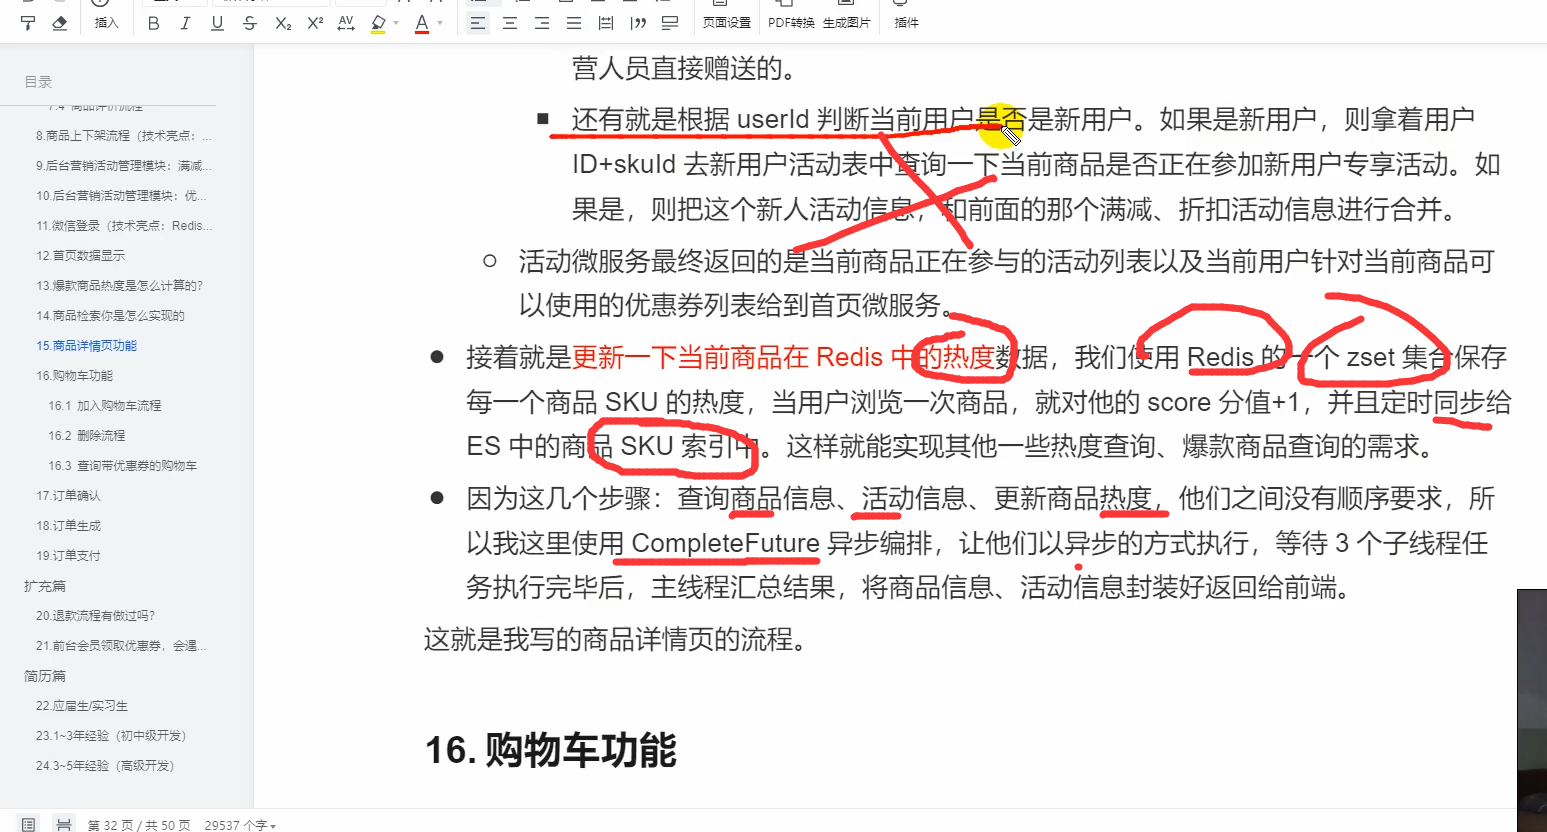 插入
B I U S X₂ X² AV A
页面设置 PDF转换 生成图片 插件
目录
7.4 商品评价流程
8.商品上下架流程（技术亮点：...
9.后台营销活动管理模块：满减...
10.后台营销活动管理模块：优...
11.微信登录（技术亮点：Redis...
12.首页数据显示
13.爆款商品热度是怎么计算的?
14.商品检索你是怎么实现的
15.商品详情页功能
16.购物车功能
16.1 加入购物车流程
16.2 删除流程
16.3 查询带优惠券的购物车
17.订单确认
18.订单生成
19.订单支付
扩充篇
20.退款流程有做过吗?
21.前台会员领取优惠券，会遇...
简历篇
22.应届生/实习生
23.1~3年经验（初中级开发）
24.3~5年经验（高级开发）
营人员直接赠送的。
还有就是根据 userId 判断当前用户是否是新用户。如果是新用户，则拿着用户
ID+skuId 去新用户活动表中查询一下当前商品是否正在参加新用户专享活动。如
果是，则把这个新人活动信息，和前面的那个满减、折扣活动信息进行合并。
活动微服务最终返回的是当前商品正在参与的活动列表以及当前用户针对当前商品可
以使用的优惠券列表给到首页微服务。
接着就是更新一下当前商品在 Redis 中的热度数据，我们使用 Redis 的一个 zset 集合保存
每一个商品 SKU 的热度，当用户浏览一次商品，就对他的 score 分值+1，并且定时同步给
ES 中的商品 SKU 索引中。这样就能实现其他一些热度查询、爆款商品查询的需求。
因为这几个步骤：查询商品信息、活动信息、更新商品热度，他们之间没有顺序要求，所
以我这里使用 CompleteFuture 异步编排，让他们以异步的方式执行，等待 3 个子线程任
务执行完毕后，主线程汇总结果，将商品信息、活动信息封装好返回给前端。
这就是我写的商品详情页的流程。
16. 购物车功能
第 32 页 / 共 50 页 29537 个字